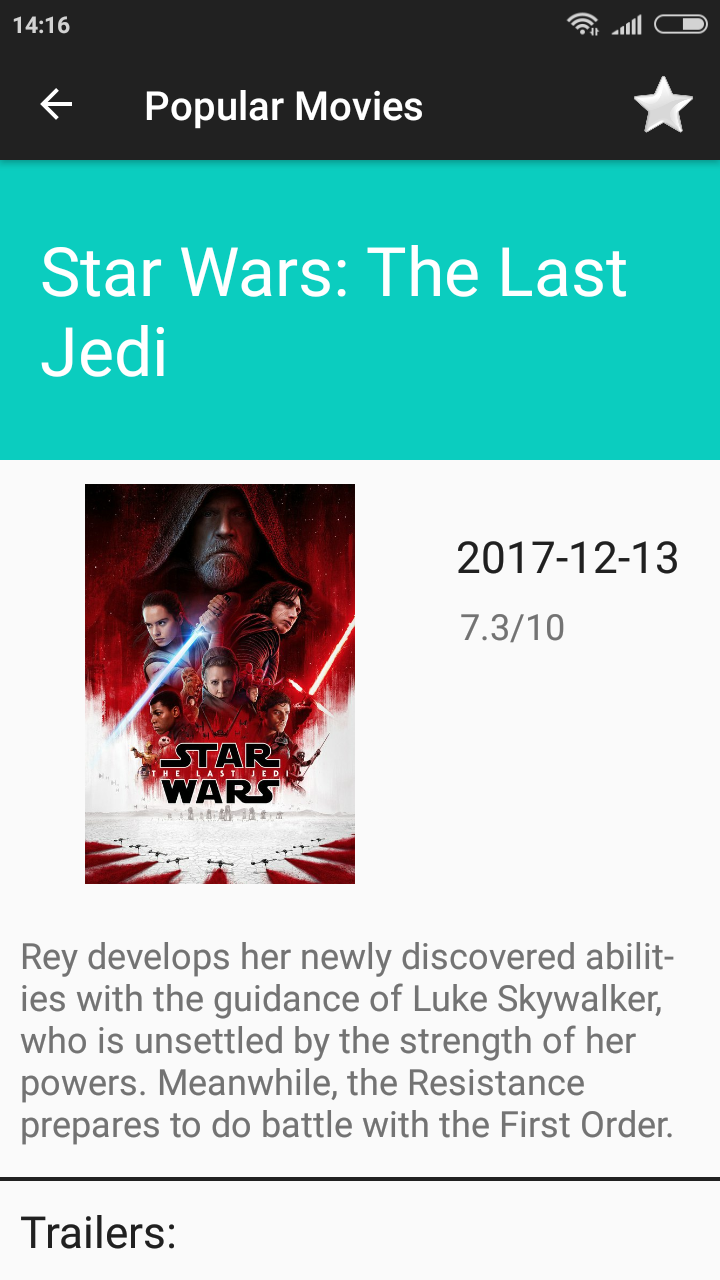 14:16
Popular Movies
Star Wars: The Last
Jedi
STAR
THE LAST JEDI
WARS
2017-12-13
7.3/10
Rey develops her newly discovered abilit-
ies with the guidance of Luke Skywalker,
who is unsettled by the strength of her
powers. Meanwhile, the Resistance
prepares to do battle with the First Order.
Trailers: